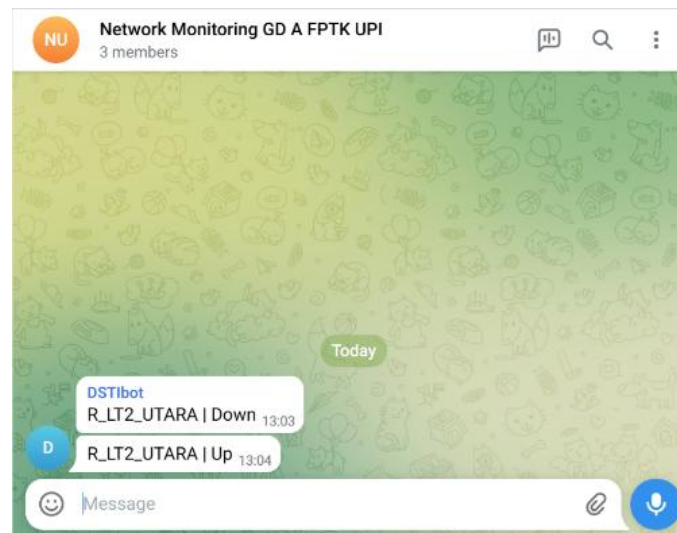 NU
Network Monitoring GD A FPTK UPI
3 members
Today
DSTIbot
R_LT2_UTARA | Down 13:03
D
R_LT2_UTARA | Up 13:04
Message